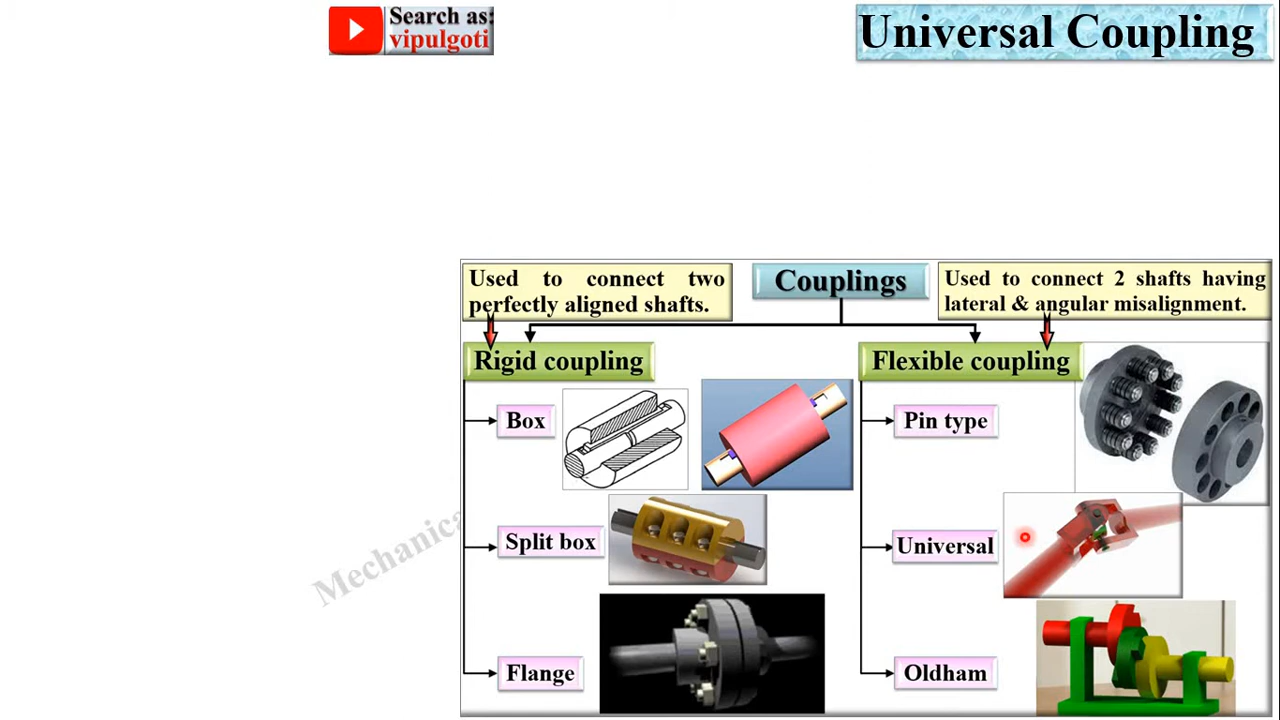 Search as:
vipulgoti
Universal Coupling
Used to connect two
perfectly aligned shafts.
Couplings
Used to connect 2 shafts having
lateral & angular misalignment.
Rigid coupling
Flexible coupling
Box
Pin type
Split box
Universal
Flange
Oldham
Mechanica